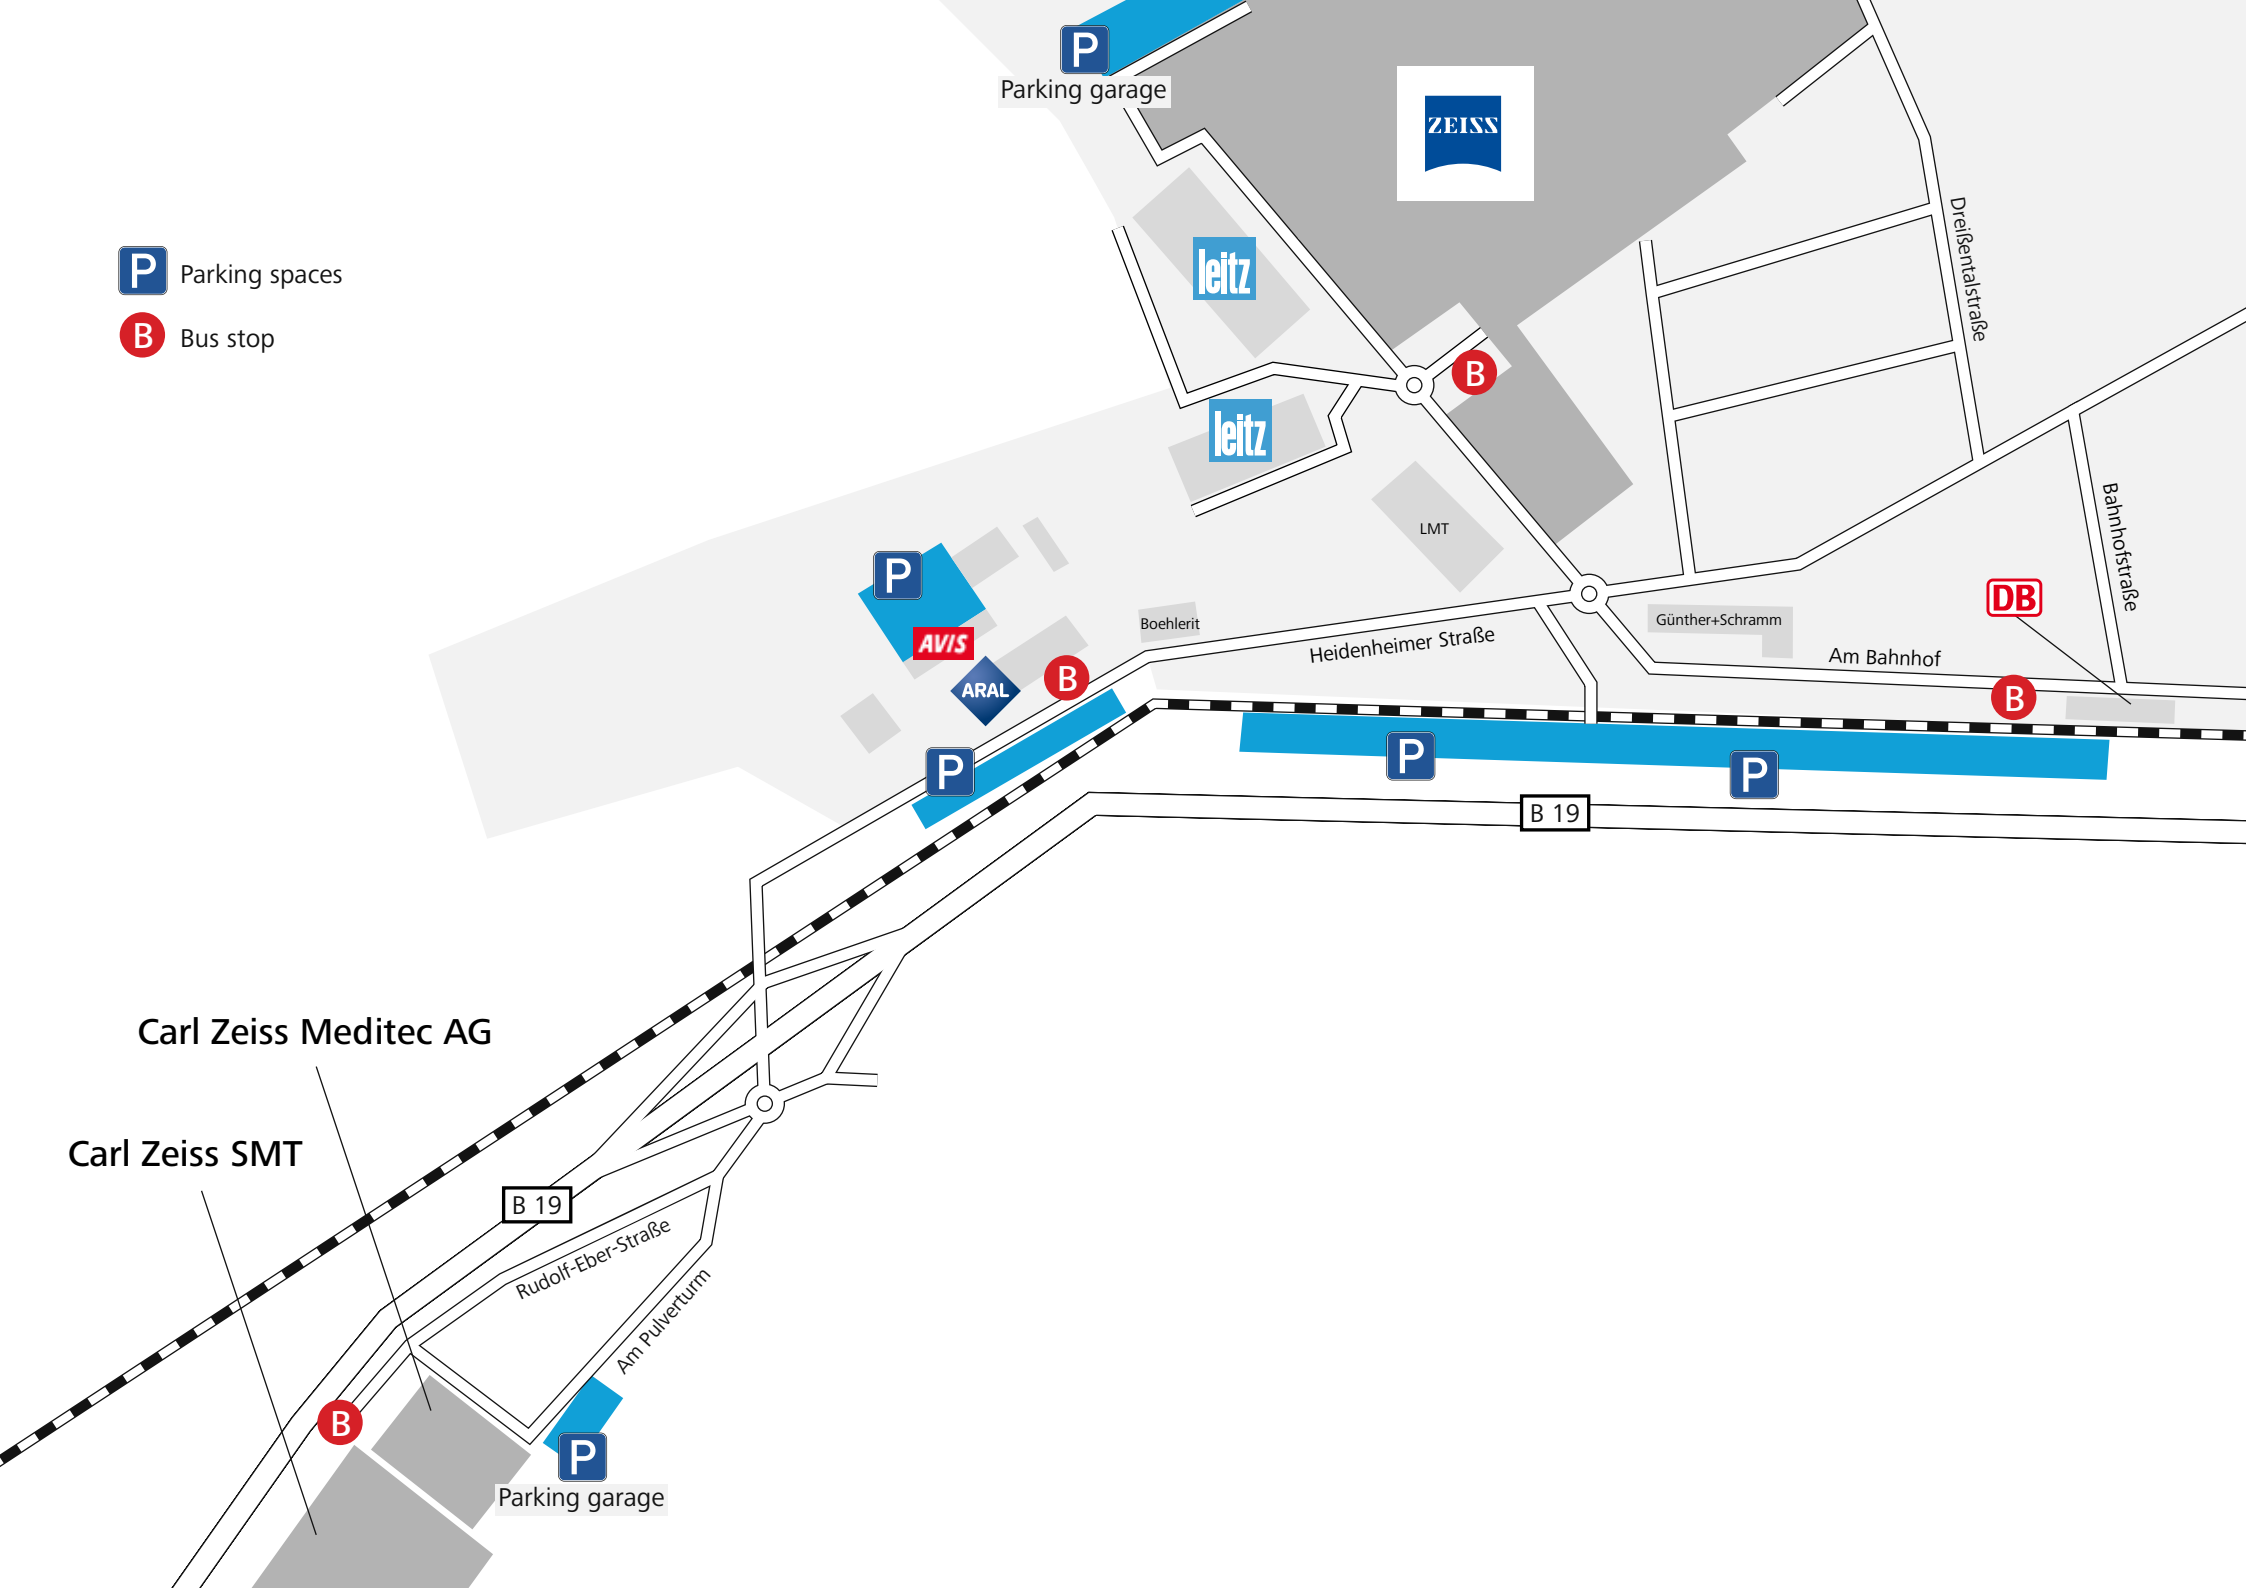 P
Parking garage
ZEISS
P Parking spaces
B Bus stop
leitz
Dreißentalstraße
B
leitz
LMT
Bahnhofstraße
P
DB
Boehlerit
Günther+Schramm
AVIS
Heidenheimer Straße
Am Bahnhof
ARAL
B
B
P
P
P
B 19
Carl Zeiss Meditec AG
Carl Zeiss SMT
B 19
Rudolf-Eber-Straße
Am Pulverturm
B
P
Parking garage